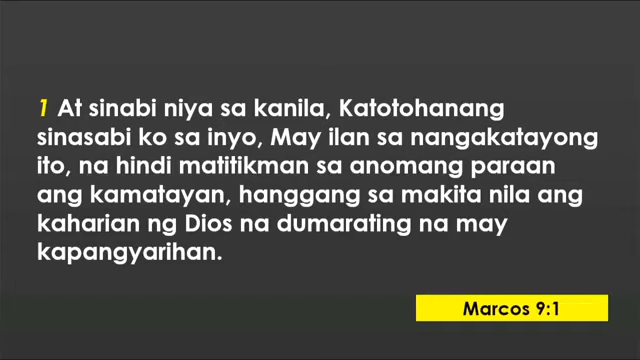 1 At sinabi niya sa kanila, Katotohanang
sinasabi ko sa inyo, May ilan sa nangakatayong
ito, na hindi matitikman sa anomang paraan
ang kamatayan, hanggang sa makita nila ang
kaharian ng Dios na dumarating na may
kapangyarihan.
Marcos 9:1